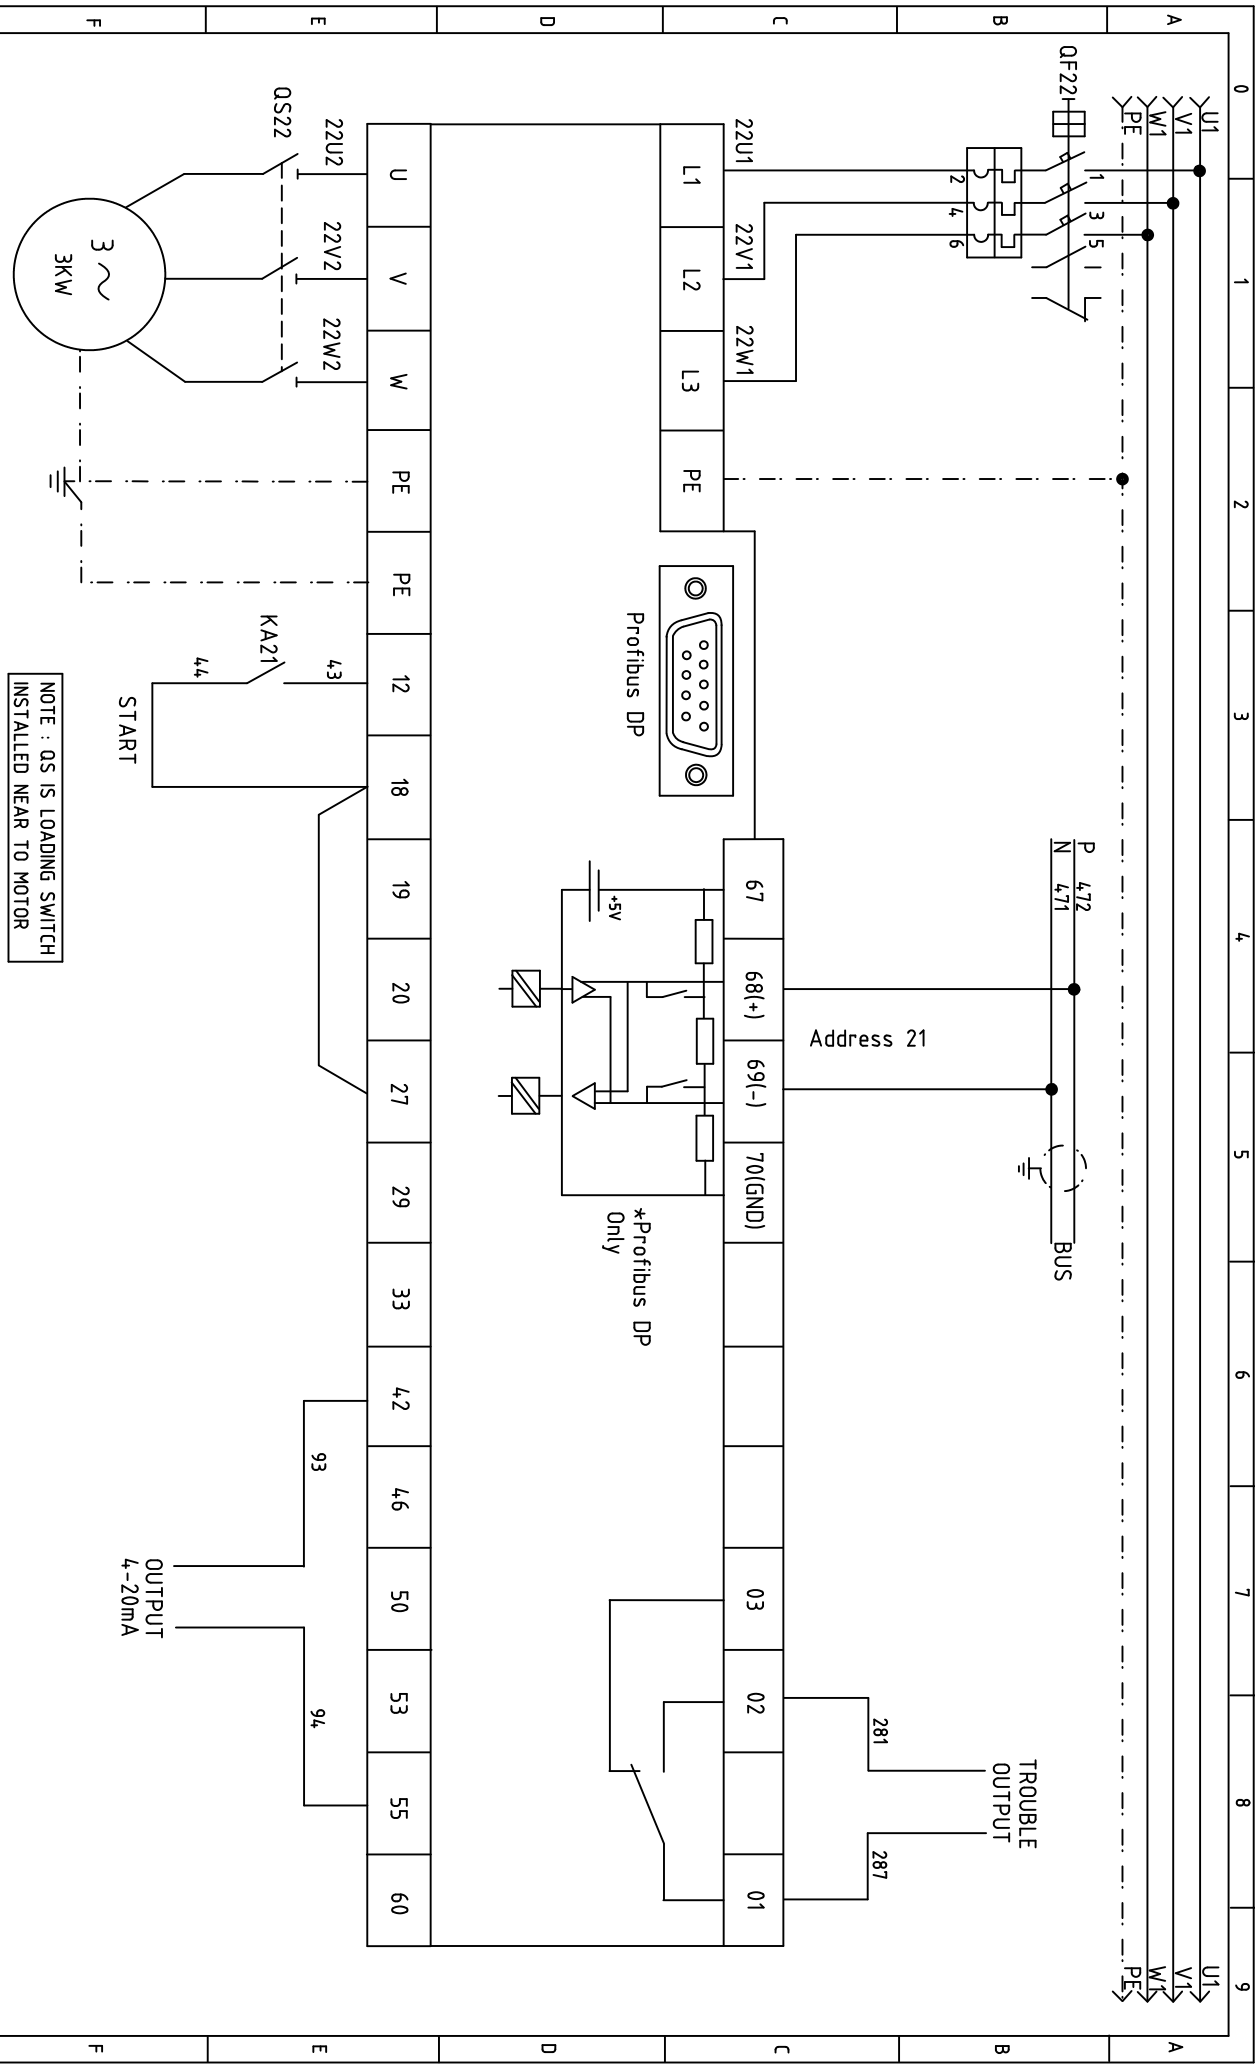 0 1 2 3 4 5 6 7 8 9
A
B
C
D
E
F
A
B
C
D
E
F
U1
V1
W1
PE
U1
V1
W1
PE
QF22
1 3 5
2 4 6
P 472
N 471
BUS
Address 21
TROUBLE
OUTPUT
281
287
22U1
22V1
22W1
L1 L2 L3 PE
67 68(+) 69(-) 70(GND) 03 02 01
Profibus DP
+5V
*Profibus DP
Only
U V W PE PE 12 18 19 20 27 29 33 42 46 50 53 55 60
22U2
22V2
22W2
QS22
43
KA21
44
START
93
94
OUTPUT
4-20mA
3
3KW
NOTE : QS IS LOADING SWITCH
INSTALLED NEAR TO MOTOR